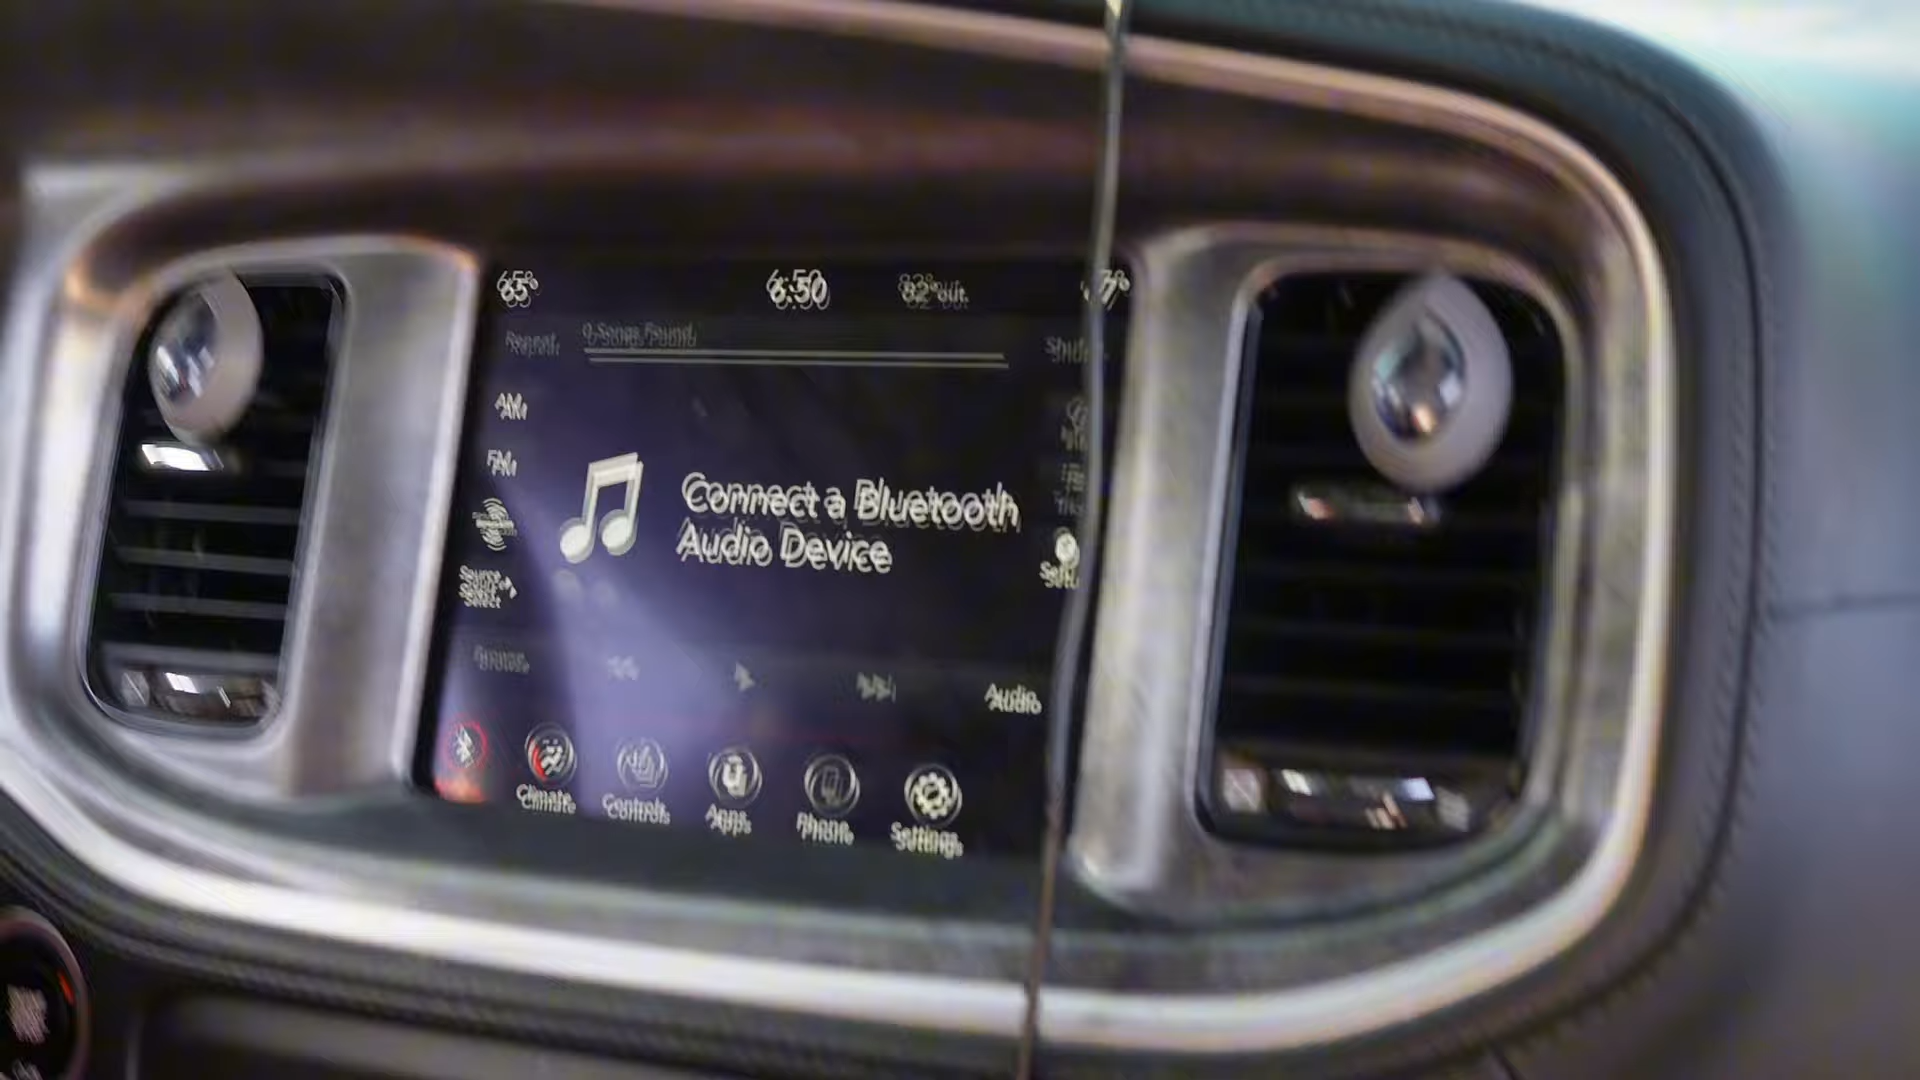 65° 6:50 82° out
Repeat 0 Songs Found
AM
FM
Connect a Bluetooth
Audio Device
Source
Select
Browse Audio
Climate Controls Apps Phone Settings